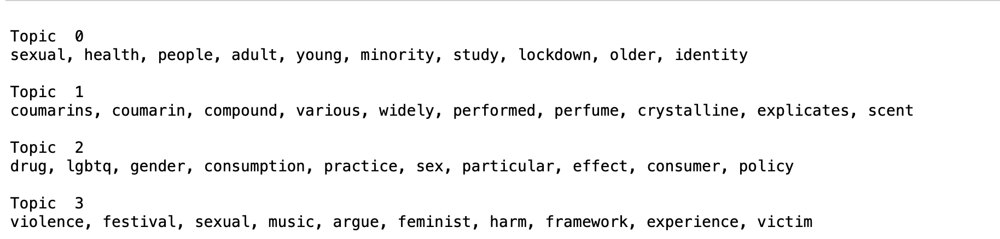 Topic  0
sexual, health, people, adult, young, minority, study, lockdown, older, identity
Topic  1
coumarins, coumarin, compound, various, widely, performed, perfume, crystalline, explicates, scent
Topic  2
drug, lgbtq, gender, consumption, practice, sex, particular, effect, consumer, policy
Topic  3
violence, festival, sexual, music, argue, feminist, harm, framework, experience, victim